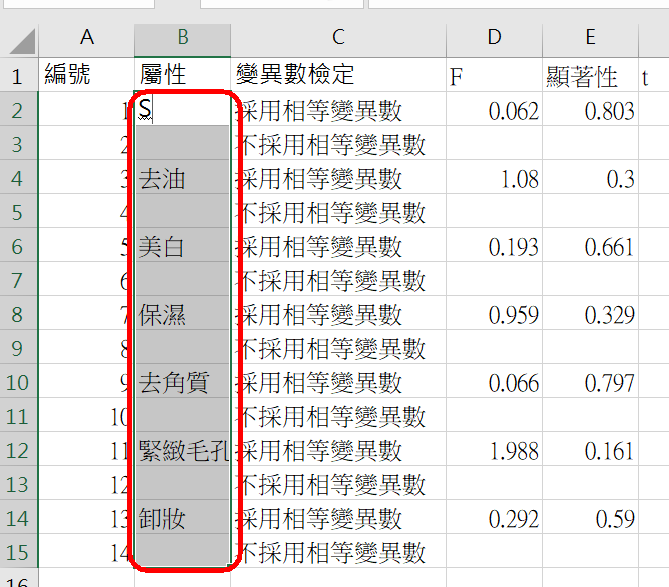 A B C D E
1 編號 屬性 變異數檢定 F 顯著性 t
2 1 S 採用相等變異數 0.062 0.803
3 2 不採用相等變異數
4 3 去油 採用相等變異數 1.08 0.3
5 4 不採用相等變異數
6 5 美白 採用相等變異數 0.193 0.661
7 6 不採用相等變異數
8 7 保濕 採用相等變異數 0.959 0.329
9 8 不採用相等變異數
10 9 去角質 採用相等變異數 0.066 0.797
11 10 不採用相等變異數
12 11 緊緻毛孔 採用相等變異數 1.988 0.161
13 12 不採用相等變異數
14 13 卸妝 採用相等變異數 0.292 0.59
15 14 不採用相等變異數
16